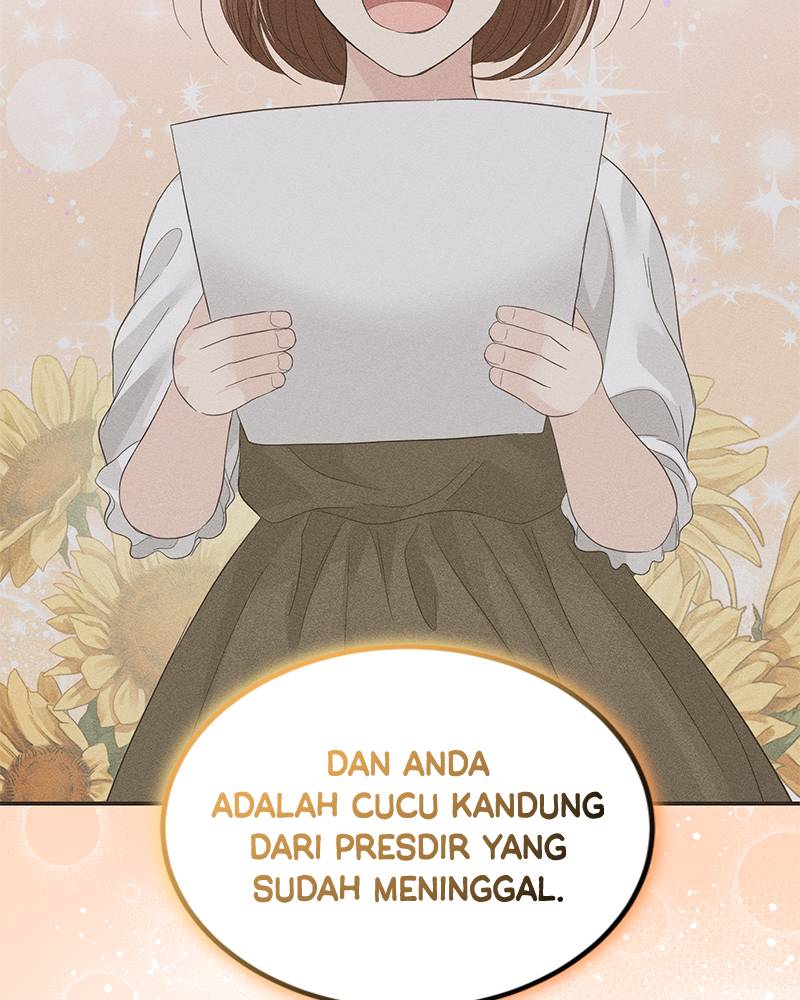 DAN ANDA
ADALAH CUCU KANDUNG
DARI PRESDIR YANG
SUDAH MENINGGAL.